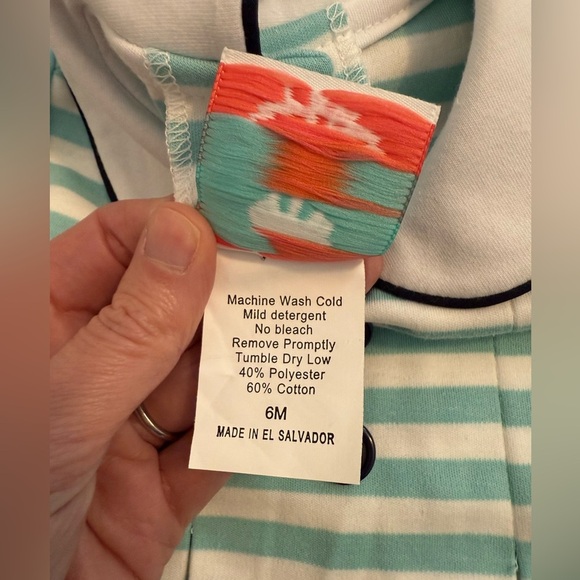 Machine Wash Cold
Mild detergent
No bleach
Remove Promptly
Tumble Dry Low
40% Polyester
60% Cotton
6M
MADE IN EL SALVADOR